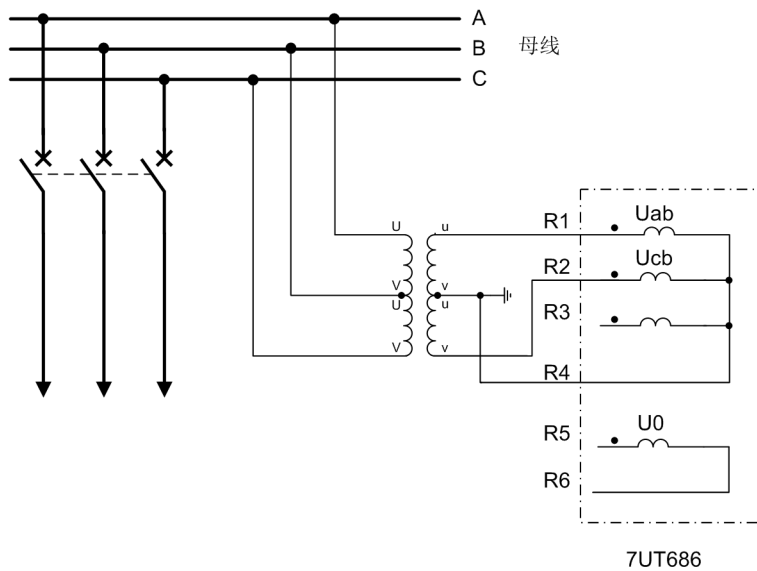 A
B 母线
C
U u
R1 Uab
Ucb
R2
V v
U u
R3
V v
R4
R5 U0
R6
7UT686